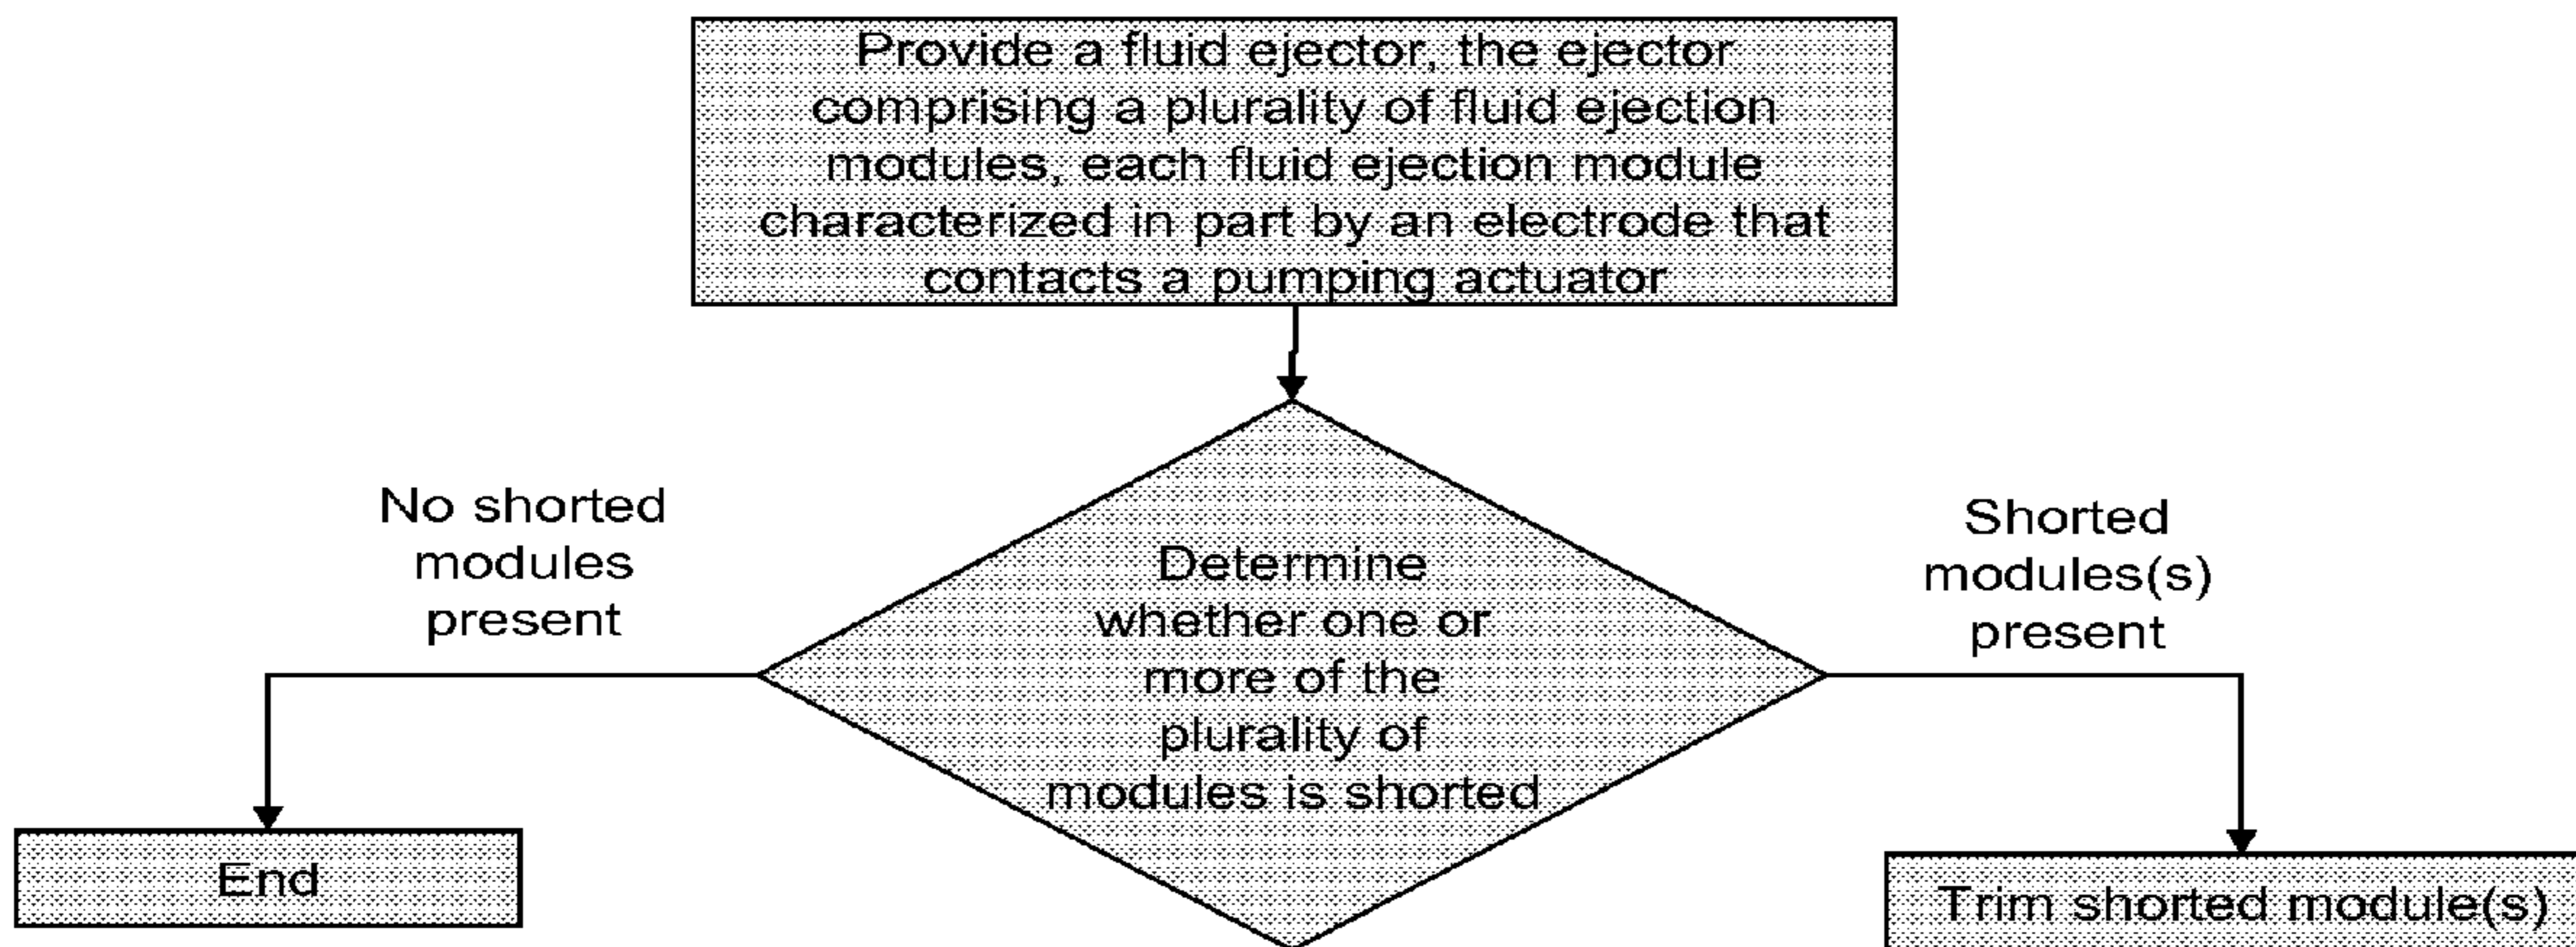 Provide a fluid ejector, the ejector
comprising a plurality of fluid ejection
modules, each fluid ejection module
characterized in part by an electrode that
contacts a pumping actuator
No shorted
modules
present
Determine
whether one or
more of the
plurality of
modules is shorted
Shorted
modules(s)
present
End
Trim shorted module(s)